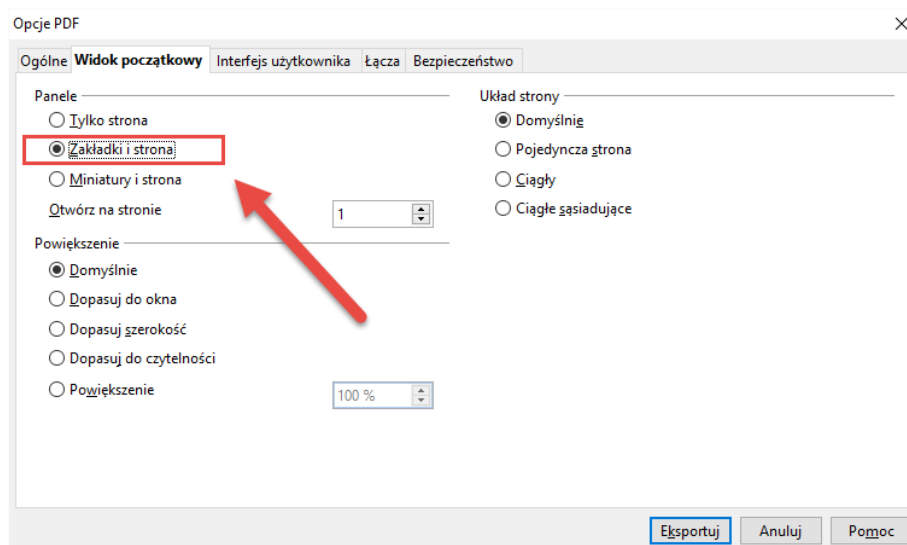 Opcje PDF
Ogólne Widok początkowy Interfejs użytkownika Łącza Bezpieczeństwo
Panele
Tylko strona
Zakładki i strona
Miniatury i strona
Otwórz na stronie 1
Powiększenie
Domyślnie
Dopasuj do okna
Dopasuj szerokość
Dopasuj do czytelności
Powiększenie 100 %
Układ strony
Domyślnie
Pojedyncza strona
Ciągły
Ciągłe sąsiadujące
Eksportuj Anuluj Pomoc